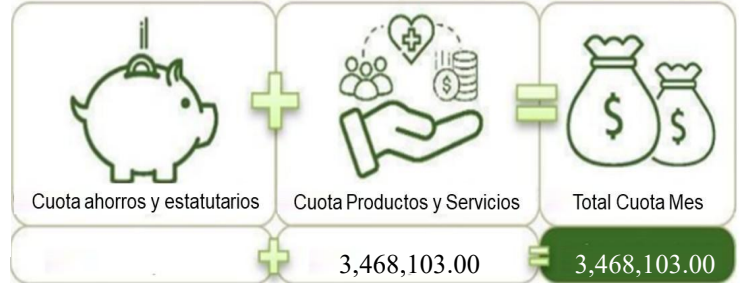 Cuota ahorros y estatutarios
Cuota Productos y Servicios
Total Cuota Mes
3,468,103.00
3,468,103.00